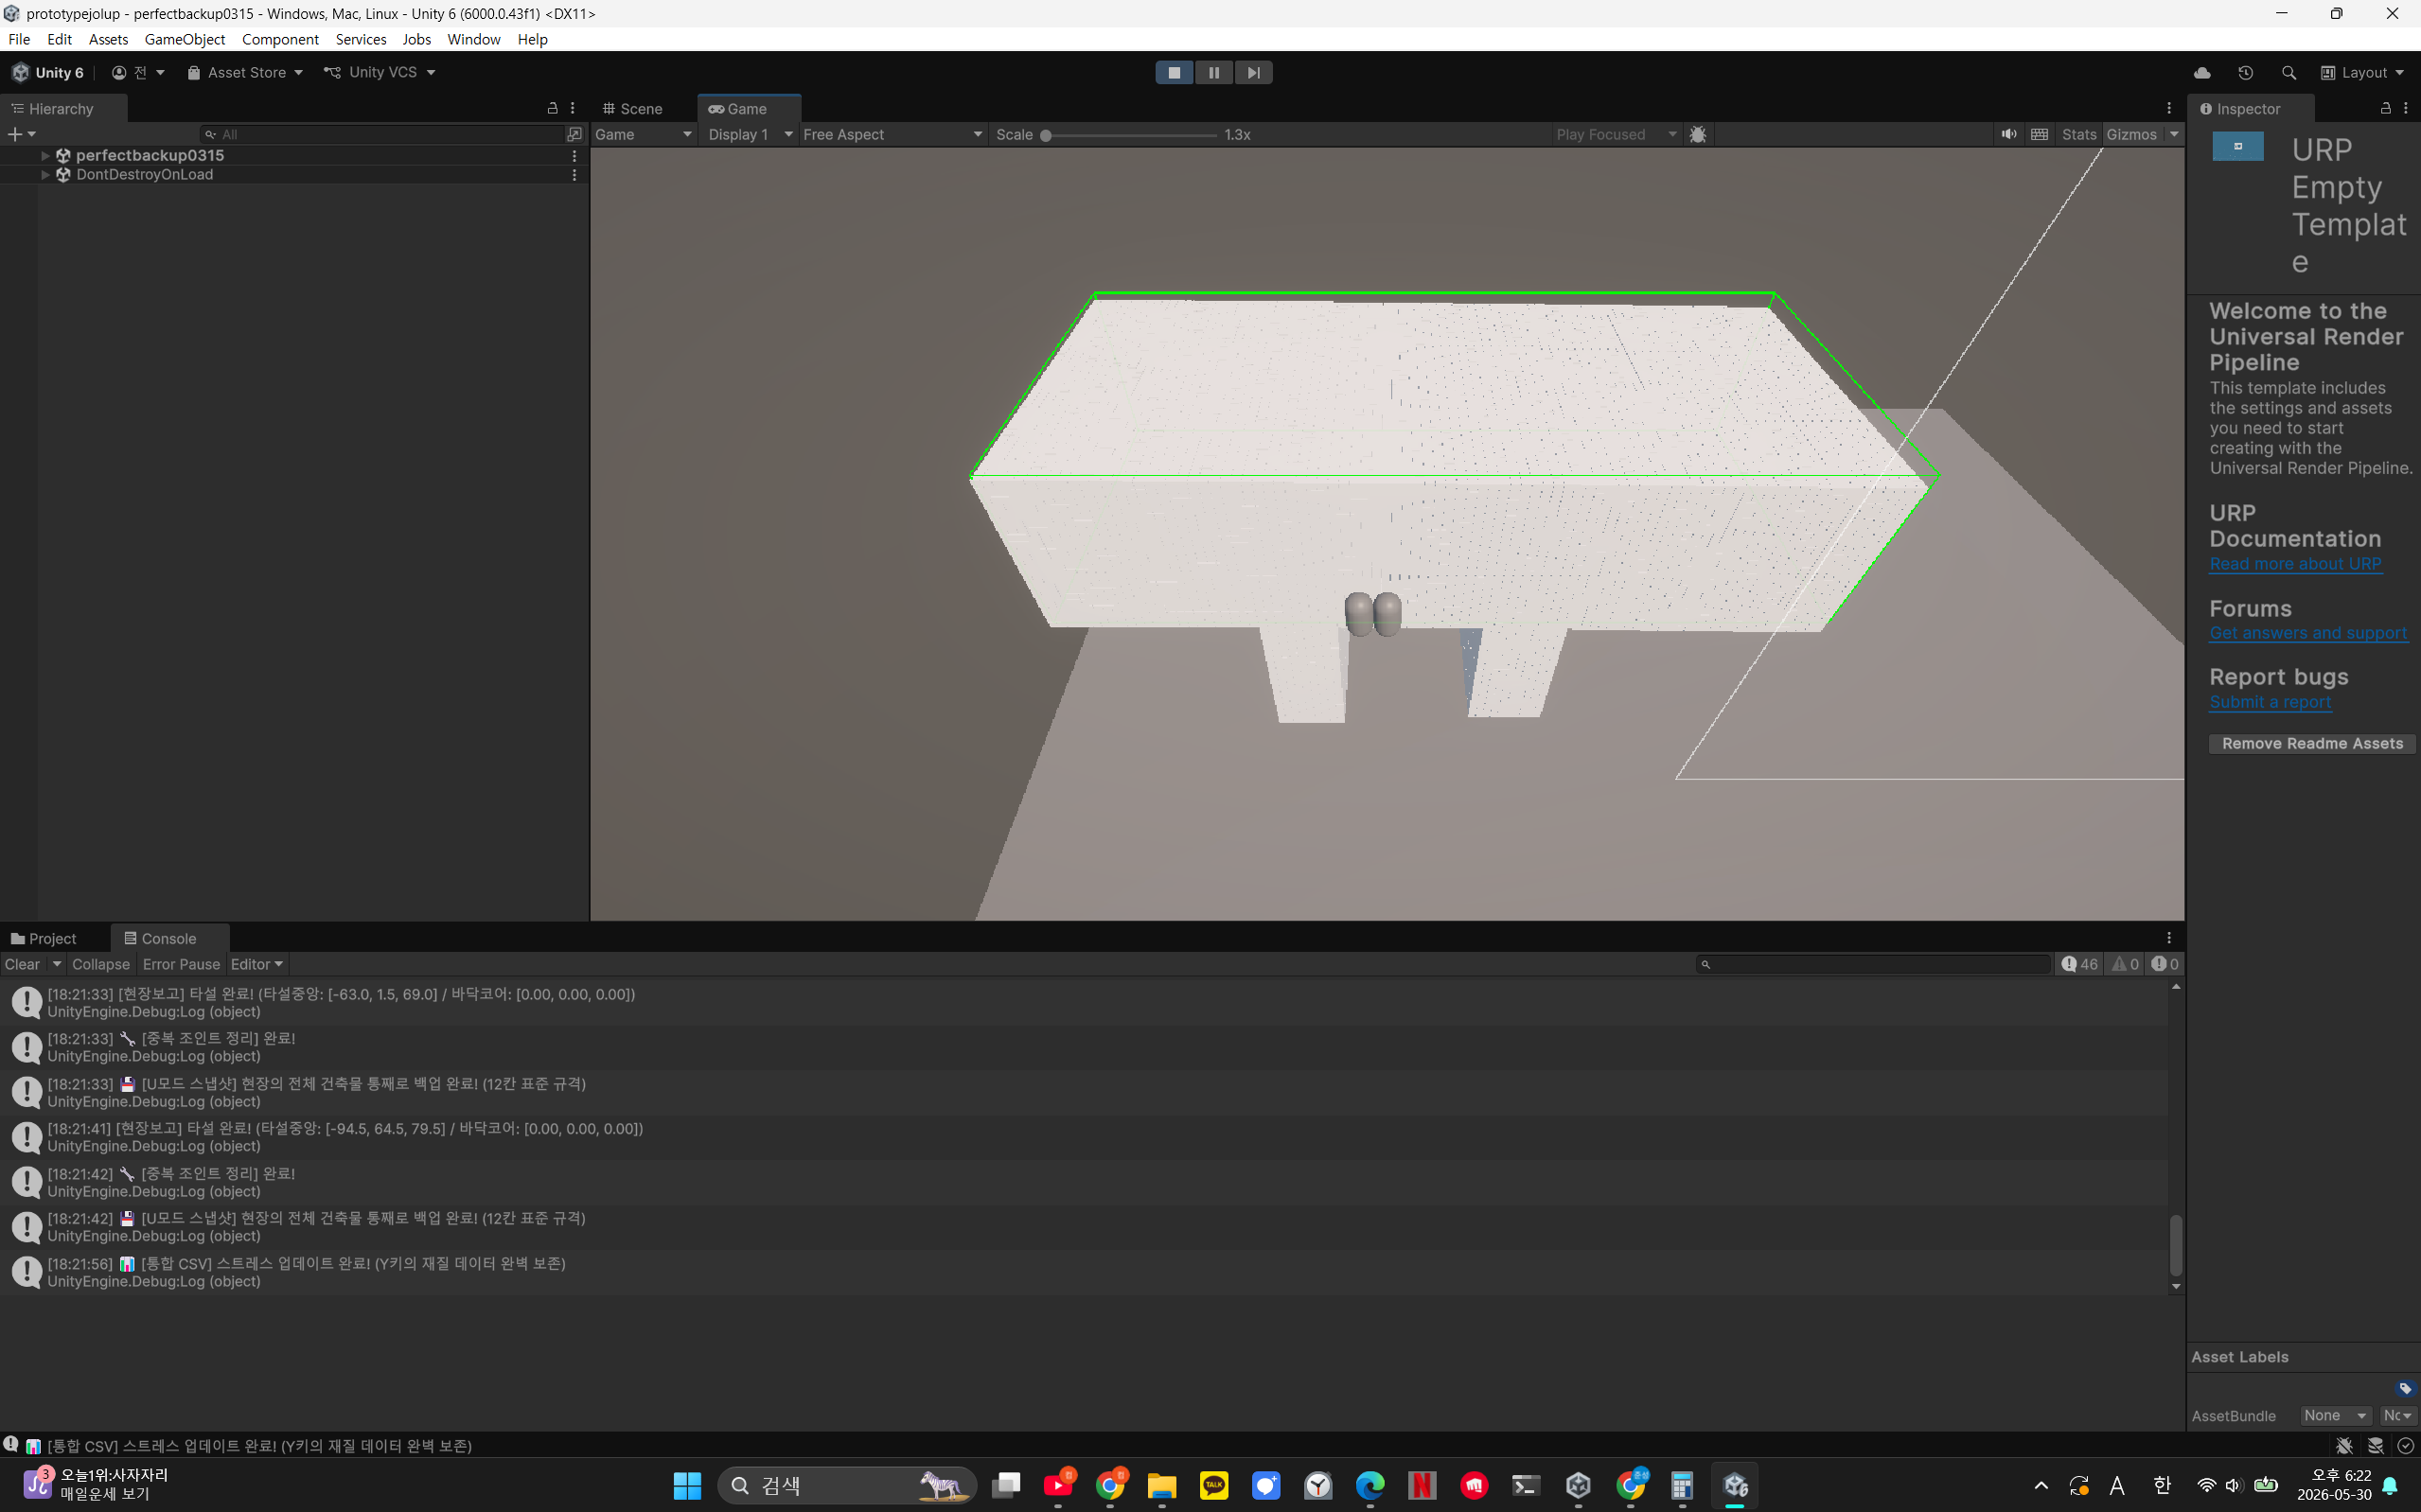 prototypejolup - perfectbackup0315 - Windows, Mac, Linux - Unity 6 (6000.0.43f1) <DX11>
File Edit Assets GameObject Component Services Jobs Window Help
Unity 6 전 Asset Store Unity VCS Layout
Hierarchy Scene Game Inspector
All Game Display 1 Free Aspect Scale 1.3x Play Focused Stats Gizmos
perfectbackup0315
DontDestroyOnLoad
URP
Empty
Templat
e
Welcome to the
Universal Render
Pipeline
This template includes
the settings and assets
you need to start
creating with the
Universal Render Pipeline.
URP
Documentation
Read more about URP
Forums
Get answers and support
Report bugs
Submit a report
Remove Readme Assets
Project Console
Clear Collapse Error Pause Editor 46 0 0
[18:21:33] [현장보고] 타설 완료! (타설중앙: [-63.0, 1.5, 69.0] / 바닥코어: [0.00, 0.00, 0.00])
UnityEngine.Debug:Log (object)
[18:21:33] 🔧 [중복 조인트 정리] 완료!
UnityEngine.Debug:Log (object)
[18:21:33] 💾 [U모드 스냅샷] 현장의 전체 건축물 통째로 백업 완료! (12칸 표준 규격)
UnityEngine.Debug:Log (object)
[18:21:41] [현장보고] 타설 완료! (타설중앙: [-94.5, 64.5, 79.5] / 바닥코어: [0.00, 0.00, 0.00])
UnityEngine.Debug:Log (object)
[18:21:42] 🔧 [중복 조인트 정리] 완료!
UnityEngine.Debug:Log (object)
[18:21:42] 💾 [U모드 스냅샷] 현장의 전체 건축물 통째로 백업 완료! (12칸 표준 규격)
UnityEngine.Debug:Log (object)
[18:21:56] 📊 [통합 CSV] 스트레스 업데이트 완료! (Y키의 재질 데이터 완벽 보존)
UnityEngine.Debug:Log (object)
Asset Labels
AssetBundle None Nc
📊 [통합 CSV] 스트레스 업데이트 완료! (Y키의 재질 데이터 완벽 보존)
3 오늘1위:사자자리
매일운세 보기
검색
TALK
N
A 한
오후 6:22
2026-05-30